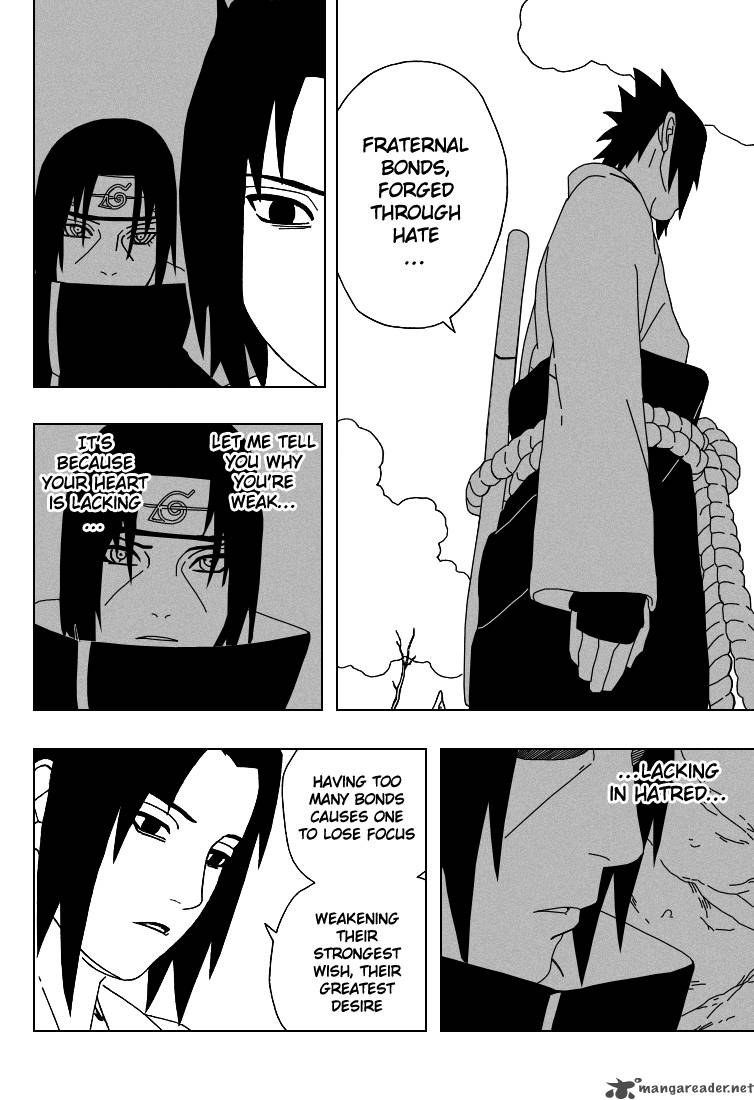 FRATERNAL
BONDS,
FORGED
THROUGH
HATE
...
LET ME TELL
YOU WHY
YOU'RE
WEAK...
IT'S
BECAUSE
YOUR HEART
IS LACKING
...
...LACKING
IN HATRED...
HAVING TOO
MANY BONDS
CAUSES ONE
TO LOSE FOCUS
WEAKENING
THEIR
STRONGEST
WISH, THEIR
GREATEST
DESIRE
mangareader.net